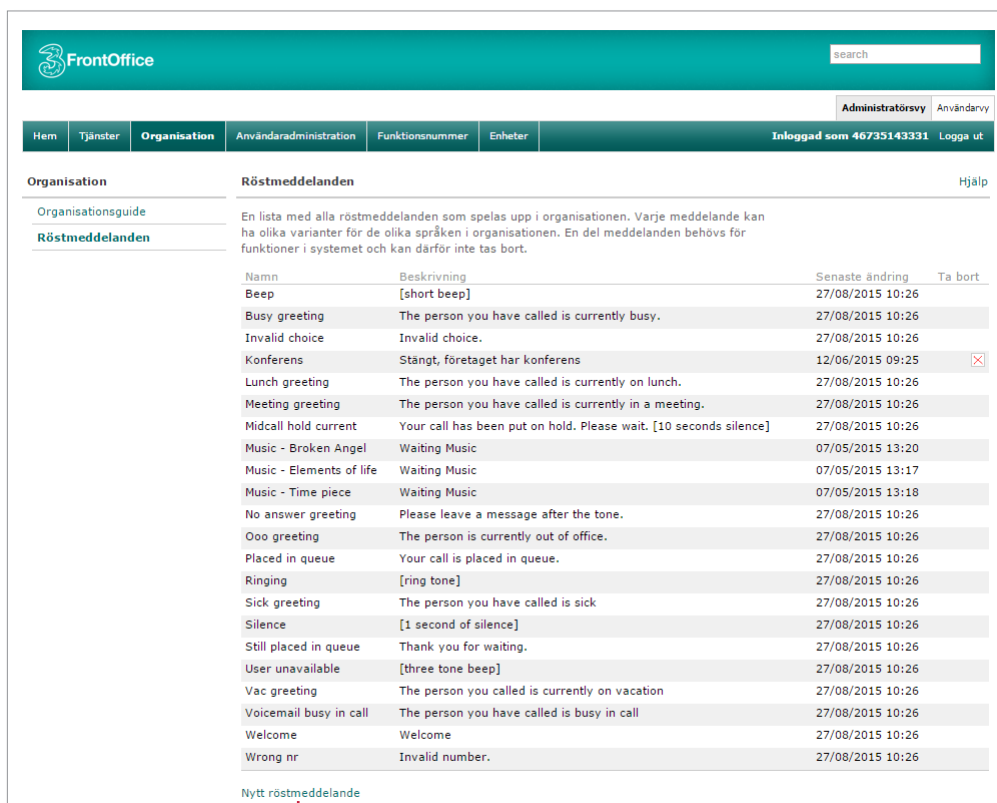 3 FrontOffice
search
Administratörsvy Användarvy
Hem Tjänster Organisation Användaradministration Funktionsnummer Enheter Inloggad som 46735143331 Logga ut
Organisation
Organisationsguide
Röstmeddelanden
Röstmeddelanden Hjälp
En lista med alla röstmeddelanden som spelas upp i organisationen. Varje meddelande kan
ha olika varianter för de olika språken i organisationen. En del meddelanden behövs för
funktioner i systemet och kan därför inte tas bort.
Namn Beskrivning Senaste ändring Ta bort
Beep [short beep] 27/08/2015 10:26
Busy greeting The person you have called is currently busy. 27/08/2015 10:26
Invalid choice Invalid choice. 27/08/2015 10:26
Konferens Stängt, företaget har konferens 12/06/2015 09:25
Lunch greeting The person you have called is currently on lunch. 27/08/2015 10:26
Meeting greeting The person you have called is currently in a meeting. 27/08/2015 10:26
Midcall hold current Your call has been put on hold. Please wait. [10 seconds silence] 27/08/2015 10:26
Music - Broken Angel Waiting Music 07/05/2015 13:20
Music - Elements of life Waiting Music 07/05/2015 13:17
Music - Time piece Waiting Music 07/05/2015 13:18
No answer greeting Please leave a message after the tone. 27/08/2015 10:26
Ooo greeting The person is currently out of office. 27/08/2015 10:26
Placed in queue Your call is placed in queue. 27/08/2015 10:26
Ringing [ring tone] 27/08/2015 10:26
Sick greeting The person you have called is sick 27/08/2015 10:26
Silence [1 second of silence] 27/08/2015 10:26
Still placed in queue Thank you for waiting. 27/08/2015 10:26
User unavailable [three tone beep] 27/08/2015 10:26
Vac greeting The person you called is currently on vacation 27/08/2015 10:26
Voicemail busy in call The person you have called is busy in call 27/08/2015 10:26
Welcome Welcome 27/08/2015 10:26
Wrong nr Invalid number. 27/08/2015 10:26
Nytt röstmeddelande